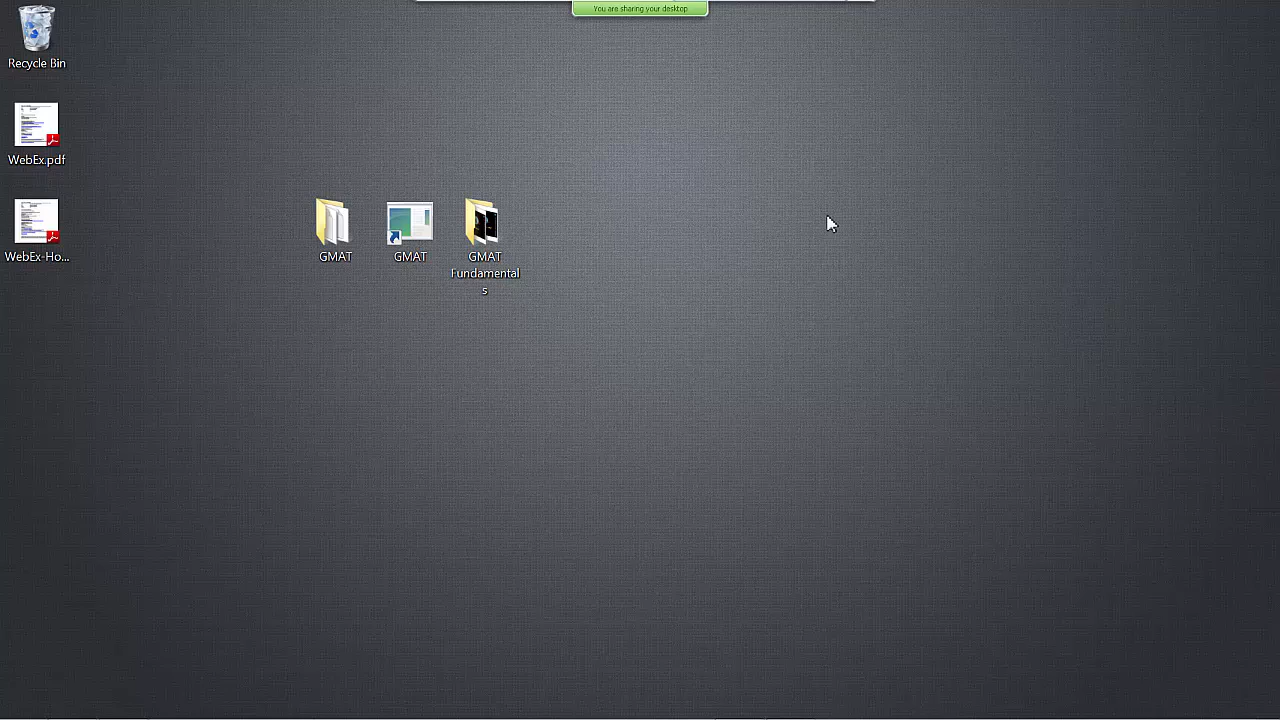 You are sharing your desktop
Recycle Bin
WebEx.pdf
WebEx-Ho...
GMAT
GMAT
GMAT
Fundamental
s